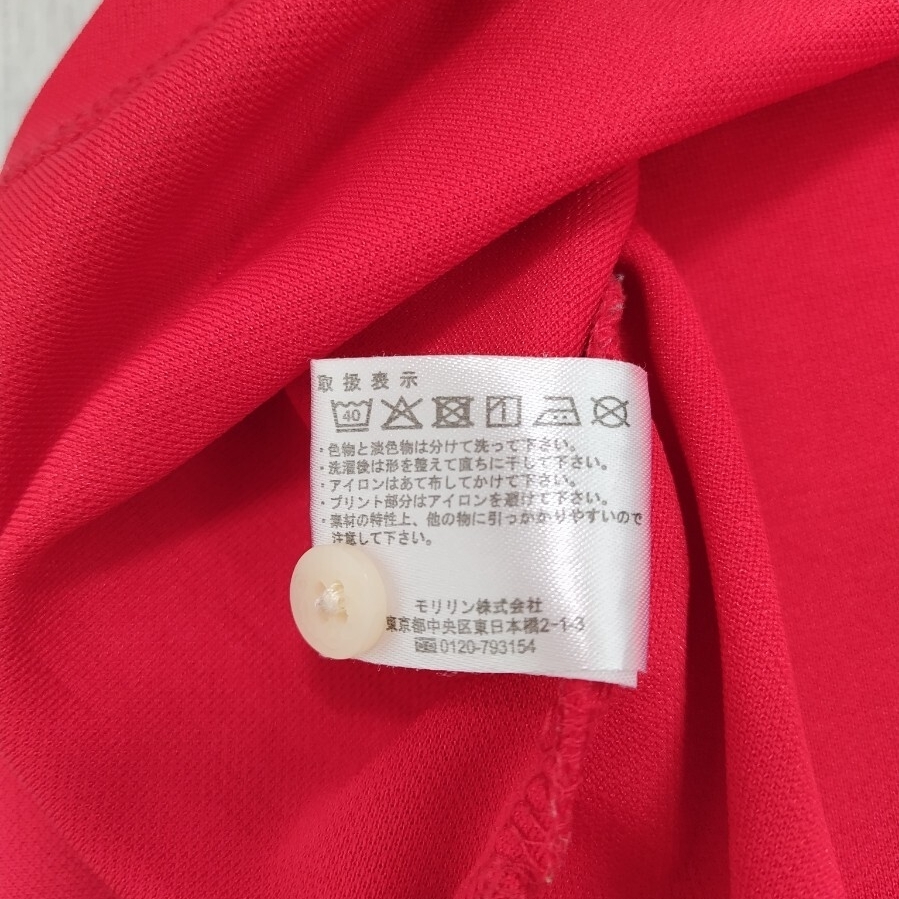 取扱表示
40
・色物と淡色物は分けて洗って下さい。
・洗濯後は形を整えて直ちに干して下さい。
・アイロンはあて布してかけて下さい。
・プリント部分はアイロンを避けて下さい。
・素材の特性上、他の物に引っかかりやすいので
注意して下さい。
モリリン株式会社
東京都中央区東日本橋2-1-3
0120-793154